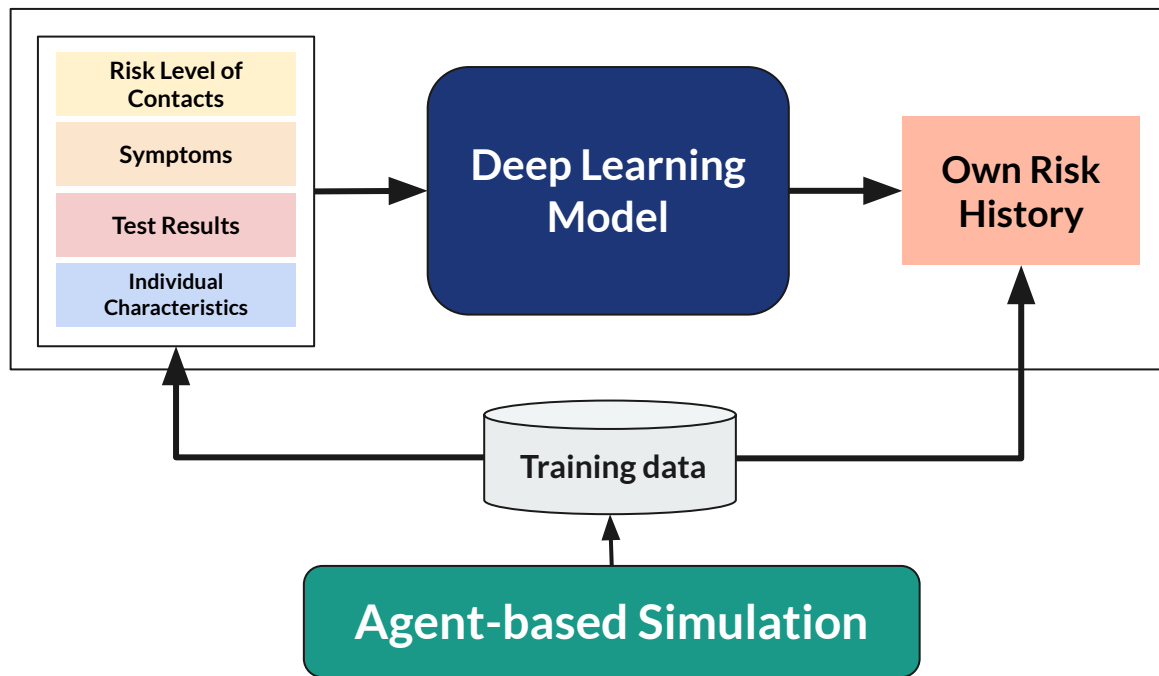 Risk Level of
Contacts
Symptoms
Test Results
Individual
Characteristics
Deep Learning
Model
Own Risk
History
Training data
Agent-based Simulation